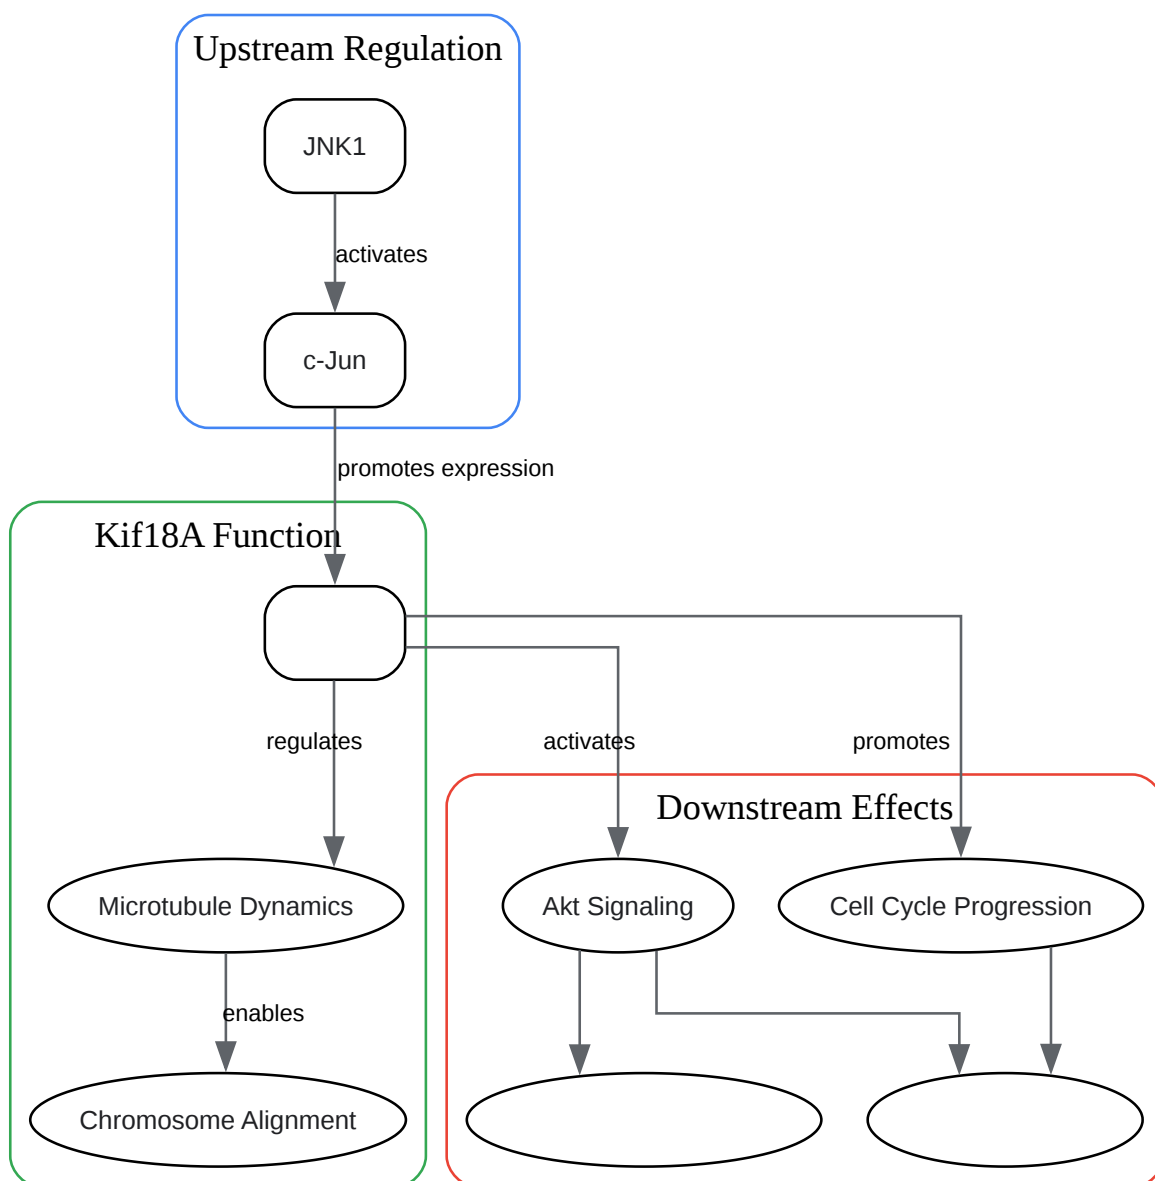 Upstream Regulation
JNK1
activates
c-Jun
promotes expression
Kif18A Function
regulates
activates
promotes
Downstream Effects
Microtubule Dynamics
Akt Signaling
Cell Cycle Progression
enables
Chromosome Alignment